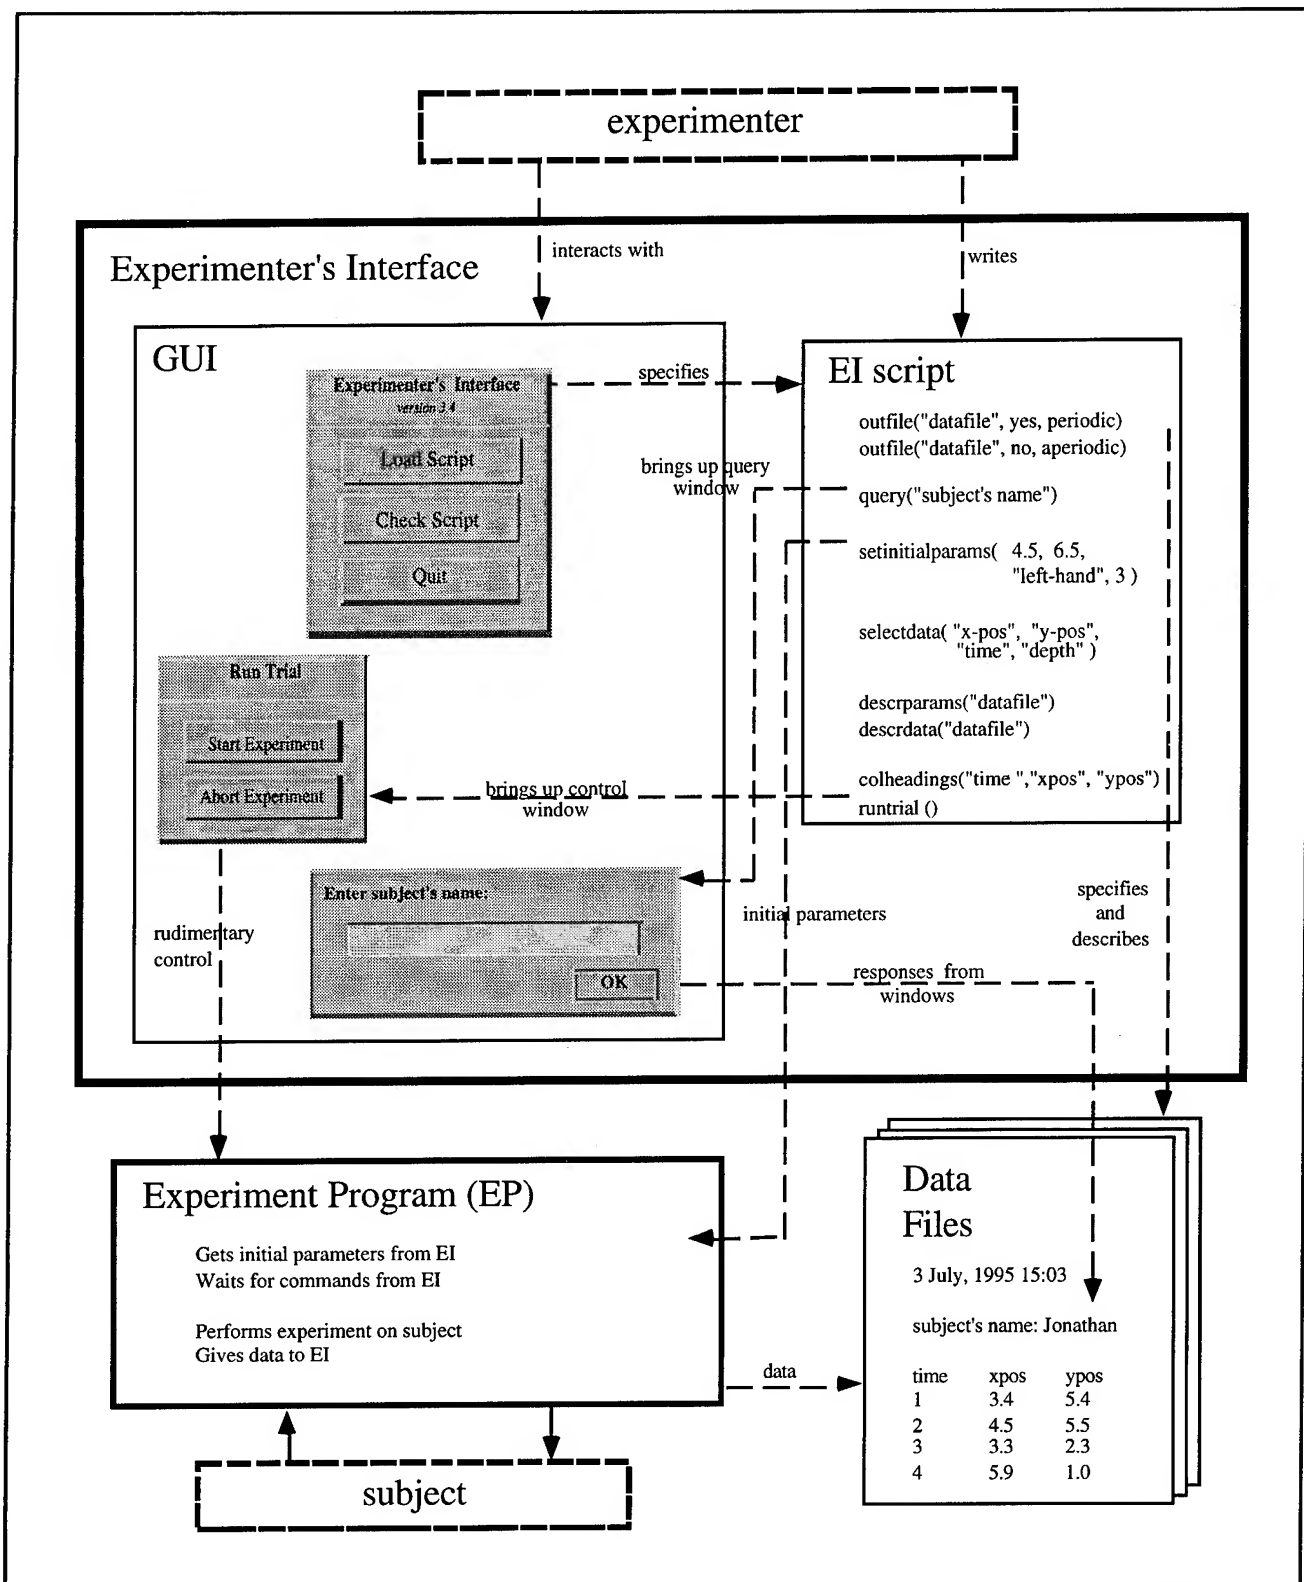 experimenter
interacts with
writes
Experimenter's Interface
GUI
Experimenter's Interface
version 3.4
Load Script
Check Script
Quit
specifies
EI script
outfile("datafile", yes, periodic)
outfile("datafile", no, aperiodic)
brings up query
window
query("subject's name")
setinitialparams( 4.5, 6.5,
"left-hand", 3 )
selectdata( "x-pos", "y-pos",
"time", "depth" )
descrparams("datafile")
descrdata("datafile")
colheadings("time ","xpos", "ypos")
runtrial ()
Run Trial
Start Experiment
Abort Experiment
brings up control
window
Enter subject's name:
OK
rudimentary
control
initial parameters
specifies
and
describes
responses from
windows
Experiment Program (EP)
Gets initial parameters from EI
Waits for commands from EI
Performs experiment on subject
Gives data to EI
data
Data
Files
3 July, 1995 15:03
subject's name: Jonathan
time xpos ypos
1 3.4 5.4
2 4.5 5.5
3 3.3 2.3
4 5.9 1.0
subject